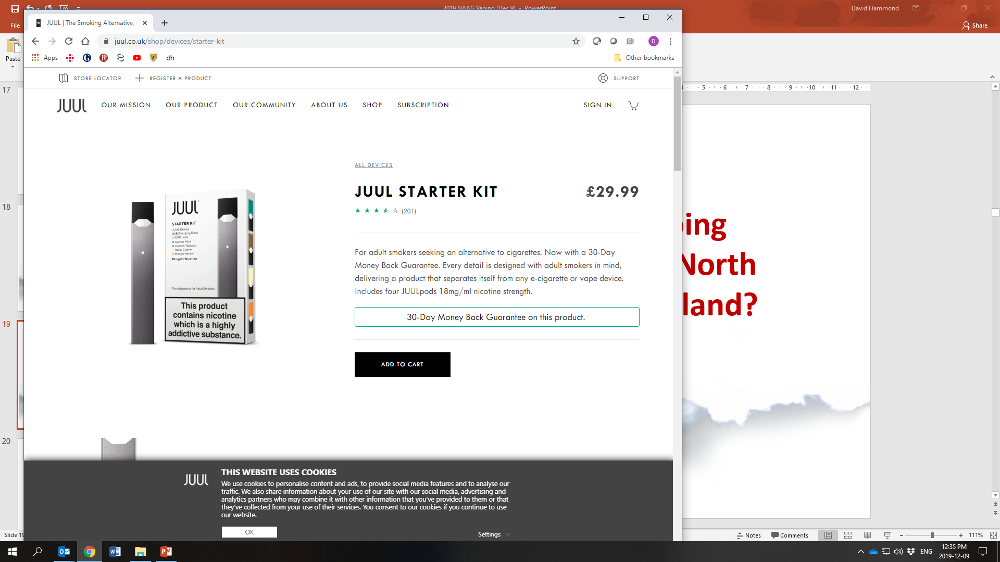 2019 NAAG Vaping (Dec 9) - PowerPoint
David Hammond
File
Share
Paste
JUUL | The Smoking Alternative,
juul.co.uk/shop/devices/starter-kit
D
Apps
G
R
dh
Other bookmarks
STORE LOCATOR
REGISTER A PRODUCT
SUPPORT
JUUL
OUR MISSION
OUR PRODUCT
OUR COMMUNITY
ABOUT US
SHOP
SUBSCRIPTION
SIGN IN
ALL DEVICES
JUUL STARTER KIT
£29.99
(201)
For adult smokers seeking an alternative to cigarettes. Now with a 30-Day
Money Back Guarantee. Every detail is designed with adult smokers in mind,
delivering a product that separates itself from any e-cigarette or vape device.
Includes four JUULpods 18mg/ml nicotine strength.
30-Day Money Back Guarantee on this product.
ADD TO CART
JUUL
STARTER KIT
JUUL Device
USB Charging Dock
4 JUULpods
Glacier Mint
Golden Tobacco
Royal Creme
Mango Nectar
18 mg/ml Nicotine
The Alternative for Adult Smokers
This product
contains nicotine
which is a highly
addictive substance.
JUUL
THIS WEBSITE USES COOKIES
We use cookies to personalise content and ads, to provide social media features and to analyse our
traffic. We also share information about your use of our site with our social media, advertising and
analytics partners who may combine it with other information that you've provided to them or that
they've collected from your use of their services. You consent to our cookies if you continue to use
our website.
OK
Settings
17
18
19
20
4 5 6 7 8 9 10 11 12
ping
North
land?
Slide 19
Notes
Comments
111%
ENG
12:35 PM
2019-12-09